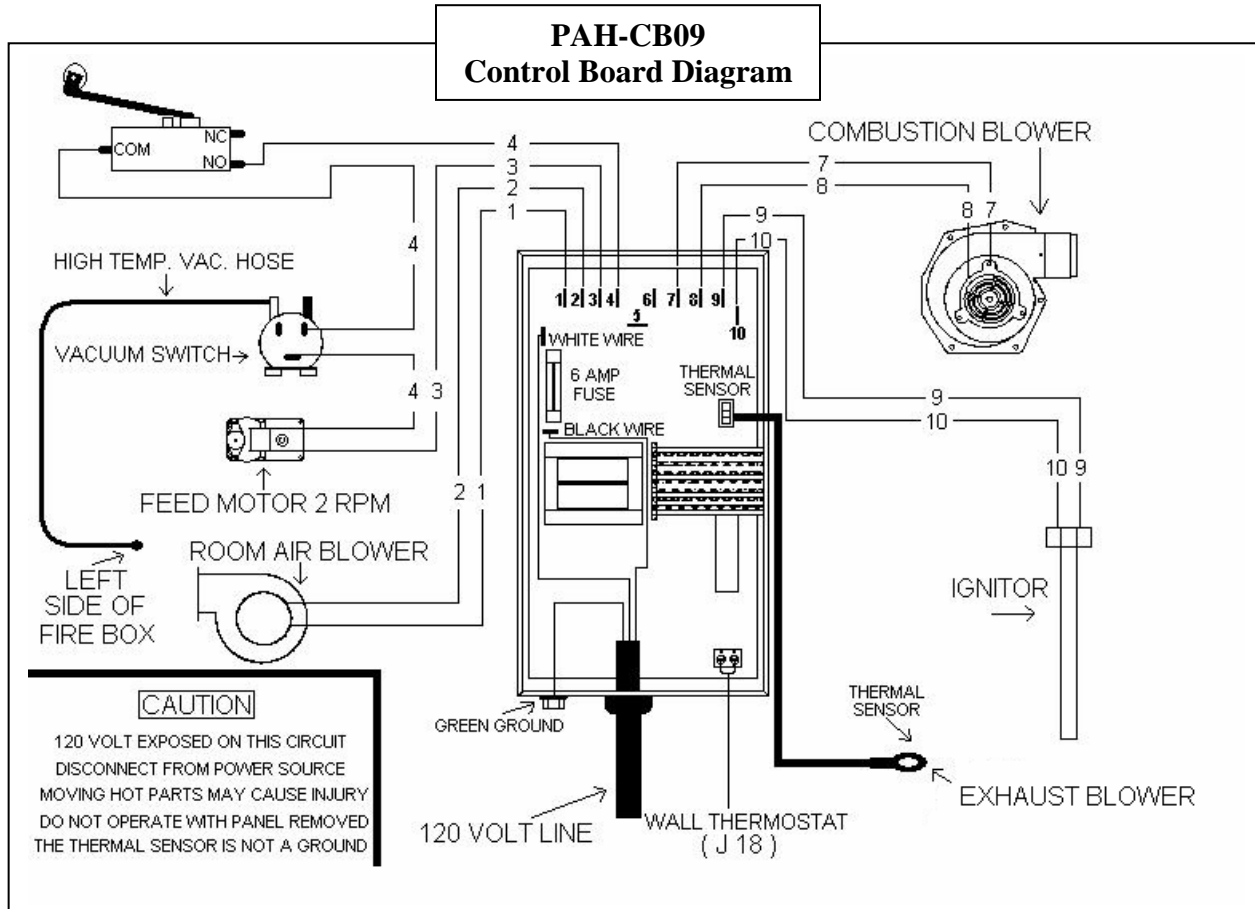 PAH-CB09
Control Board Diagram
NC
COM
NO
4
3
2
1
4
HIGH TEMP. VAC. HOSE
VACUUM SWITCH
4 3
FEED MOTOR 2 RPM
2 1
ROOM AIR BLOWER
LEFT
SIDE OF
FIRE BOX
COMBUSTION BLOWER
7
8
8 7
9
10
1 2 3 4 6 7 8 9
5
10
WHITE WIRE
6 AMP
FUSE
THERMAL
SENSOR
BLACK WIRE
9
10
10 9
IGNITOR
GREEN GROUND
120 VOLT LINE
WALL THERMOSTAT
( J 18 )
THERMAL
SENSOR
EXHAUST BLOWER
CAUTION
120 VOLT EXPOSED ON THIS CIRCUIT
DISCONNECT FROM POWER SOURCE
MOVING HOT PARTS MAY CAUSE INJURY
DO NOT OPERATE WITH PANEL REMOVED
THE THERMAL SENSOR IS NOT A GROUND